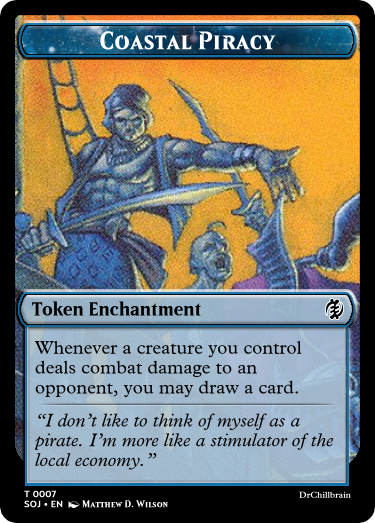 Coastal Piracy
Token Enchantment
Whenever a creature you control
deals combat damage to an
opponent, you may draw a card.
“I don’t like to think of myself as a
pirate. I’m more like a stimulator of the
local economy.”
T 0007
SOJ • EN Matthew D. Wilson
DrChillbrain